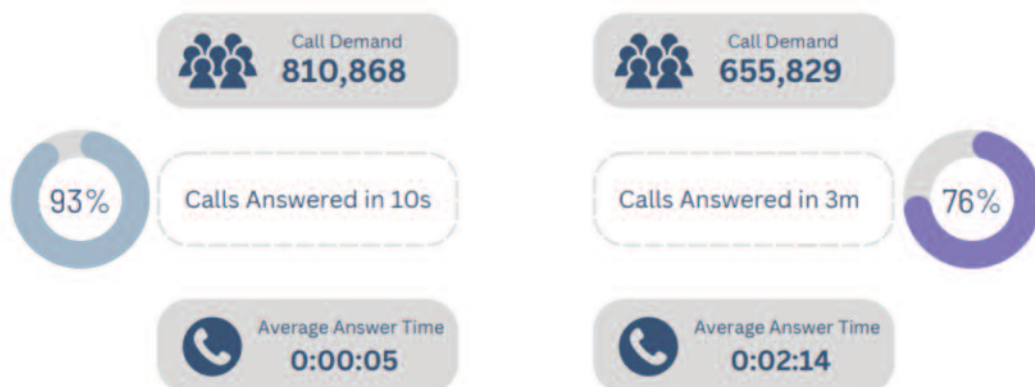 Call Demand
810,868
93%
Calls Answered in 10s
Average Answer Time
0:00:05
Call Demand
655,829
Calls Answered in 3m
76%
Average Answer Time
0:02:14